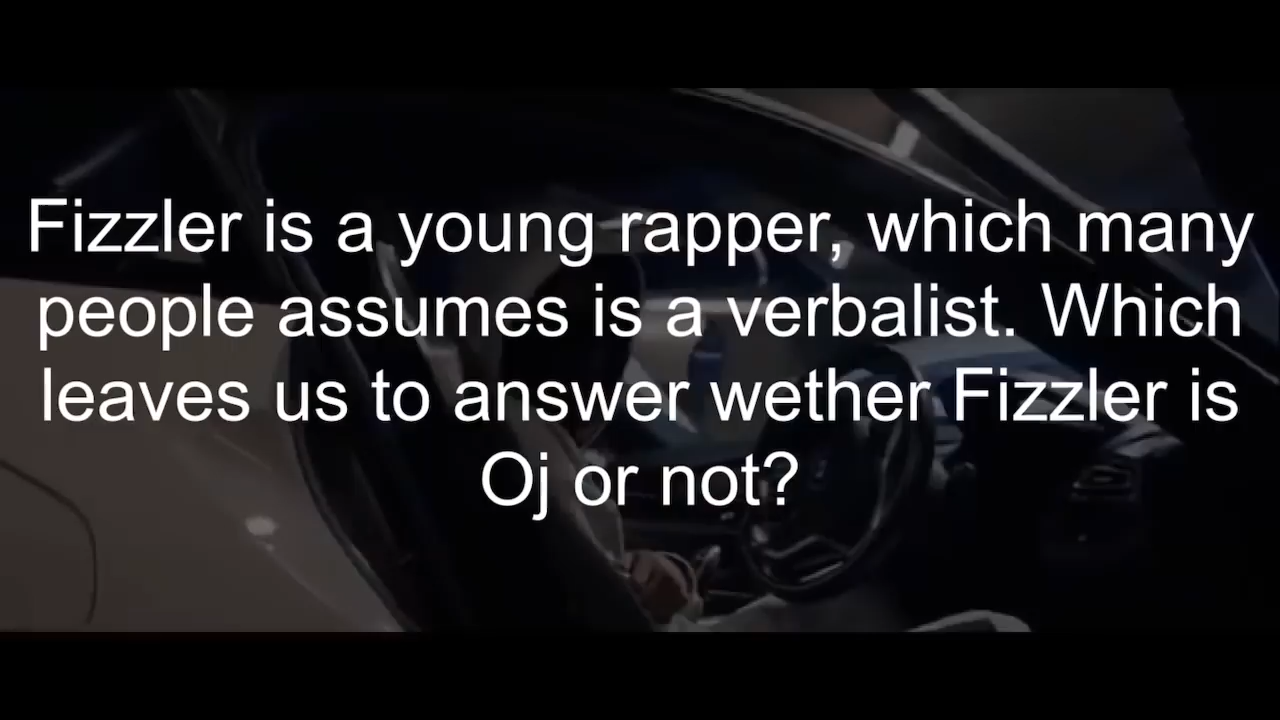 Fizzler is a young rapper, which many
people assumes is a verbalist. Which
leaves us to answer wether Fizzler is
Oj or not?